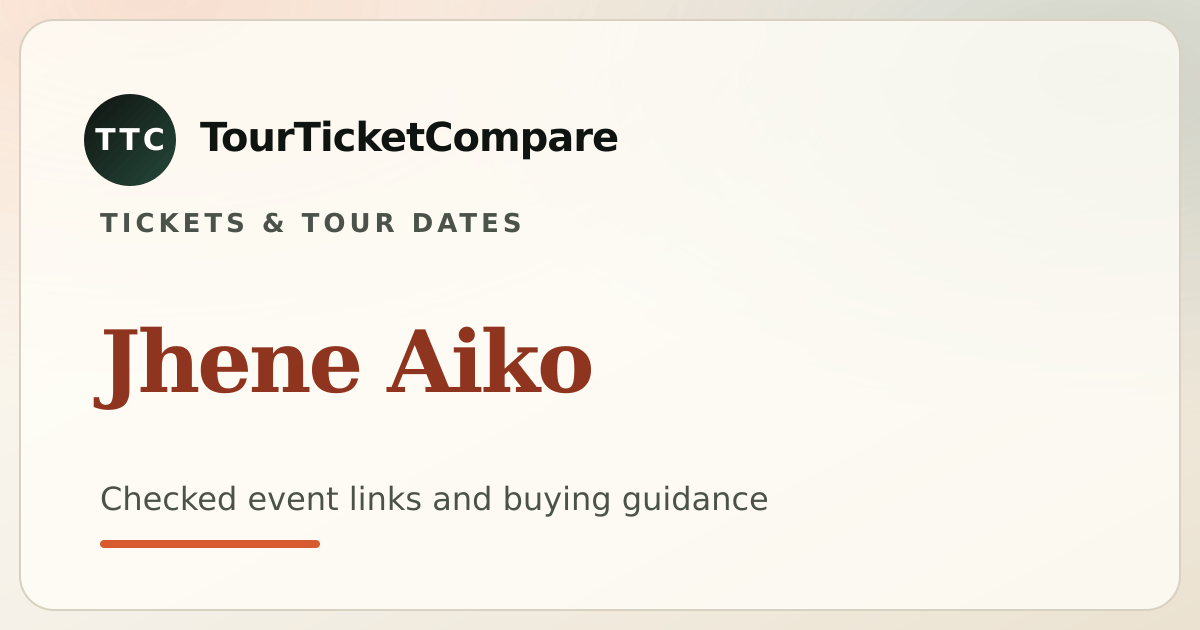 TTC TourTicketCompare
TICKETS & TOUR DATES
Jhene Aiko
Checked event links and buying guidance